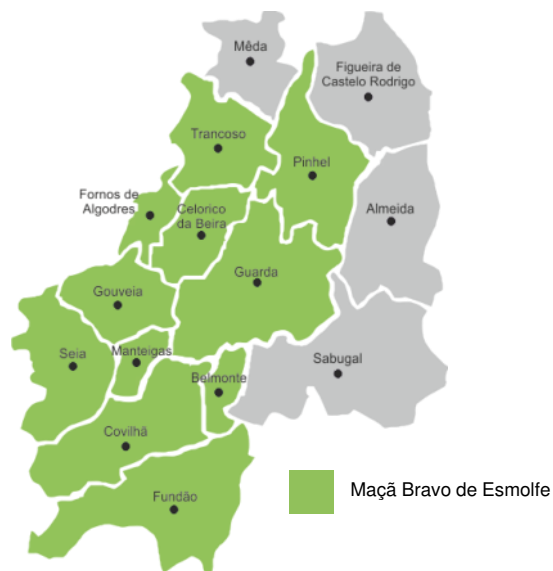 Mêda
Figueira de
Castelo Rodrigo
Trancoso
Pinhel
Fornos de
Algodres
Celorico
da Beira
Almeida
Guarda
Gouveia
Seia
Manteigas
Sabugal
Belmonte
Covilhã
Maçã Bravo de Esmolfe
Fundão